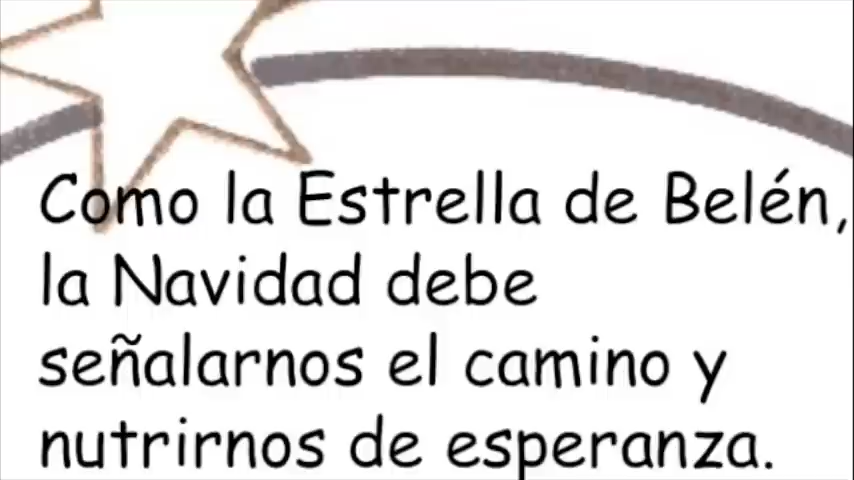 Como la Estrella de Belén,
la Navidad debe
señalarnos el camino y
nutrirnos de esperanza.